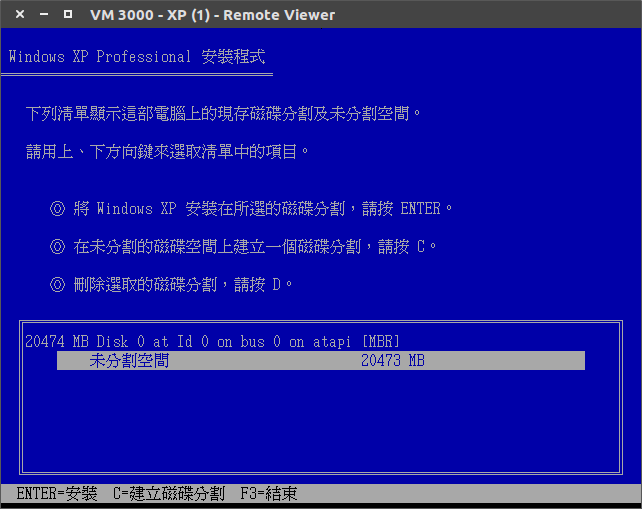 VM 3000 - XP (1) - Remote Viewer
Windows XP Professional 安裝程式
下列清單顯示這部電腦上的現存磁碟分割及未分割空間。
請用上、下方向鍵來選取清單中的項目。
◎ 將 Windows XP 安裝在所選的磁碟分割，請按 ENTER。
◎ 在未分割的磁碟空間上建立一個磁碟分割，請按 C。
◎ 刪除選取的磁碟分割，請按 D。
20474 MB Disk 0 at Id 0 on bus 0 on atapi [MBR]
未分割空間 20473 MB
ENTER=安裝 C=建立磁碟分割 F3=結束